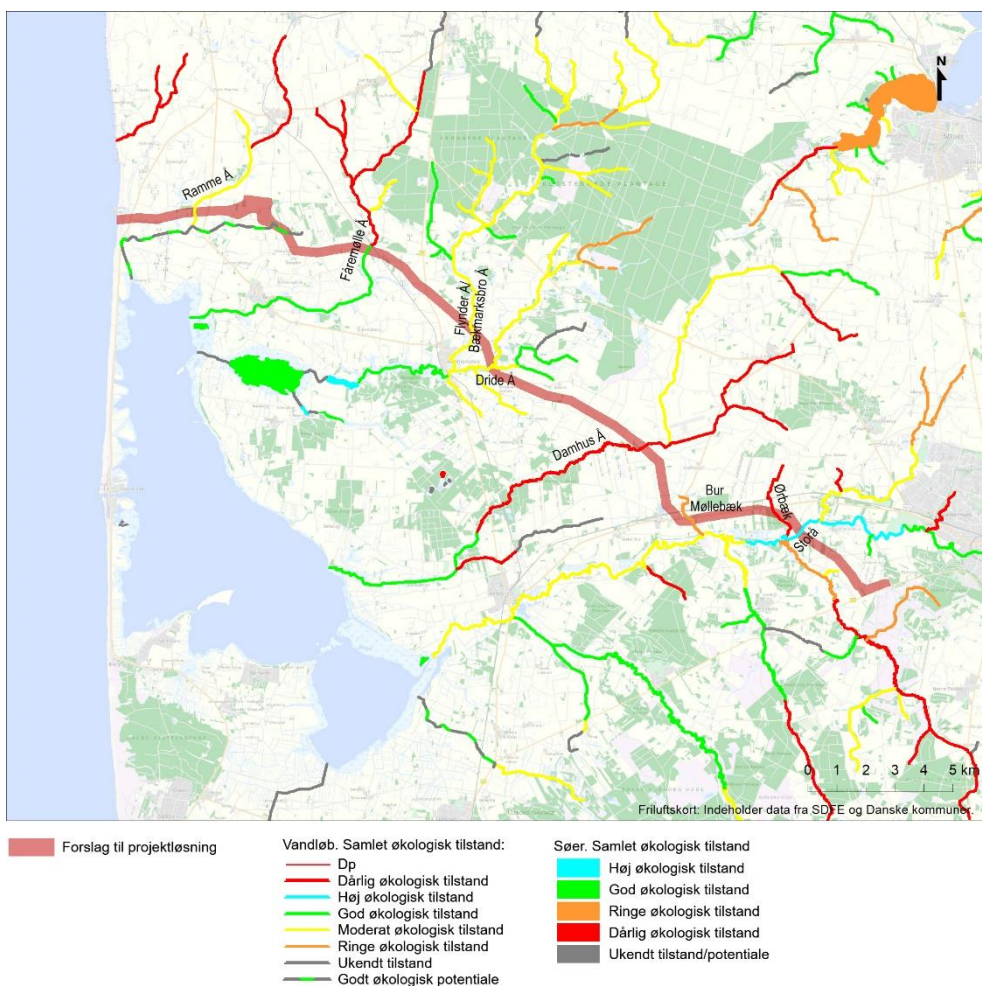 N
Ramme Å
Fåremølle Å
Flynder Å/
Bækmarksbro Å
Dride Å
Damhus Å
Bur
Møllebæk
Ørbæk
Storå
0 1 2 3 4 5 km
Friluftskort: Indeholder data fra SDFE og Danske kommuner.
Forslag til projektløsning
Vandløb. Samlet økologisk tilstand:
Dp
Dårlig økologisk tilstand
Høj økologisk tilstand
God økologisk tilstand
Moderat økologisk tilstand
Ringe økologisk tilstand
Ukendt tilstand
Godt økologisk potentiale
Søer. Samlet økologisk tilstand
Høj økologisk tilstand
God økologisk tilstand
Ringe økologisk tilstand
Dårlig økologisk tilstand
Ukendt tilstand/potentiale